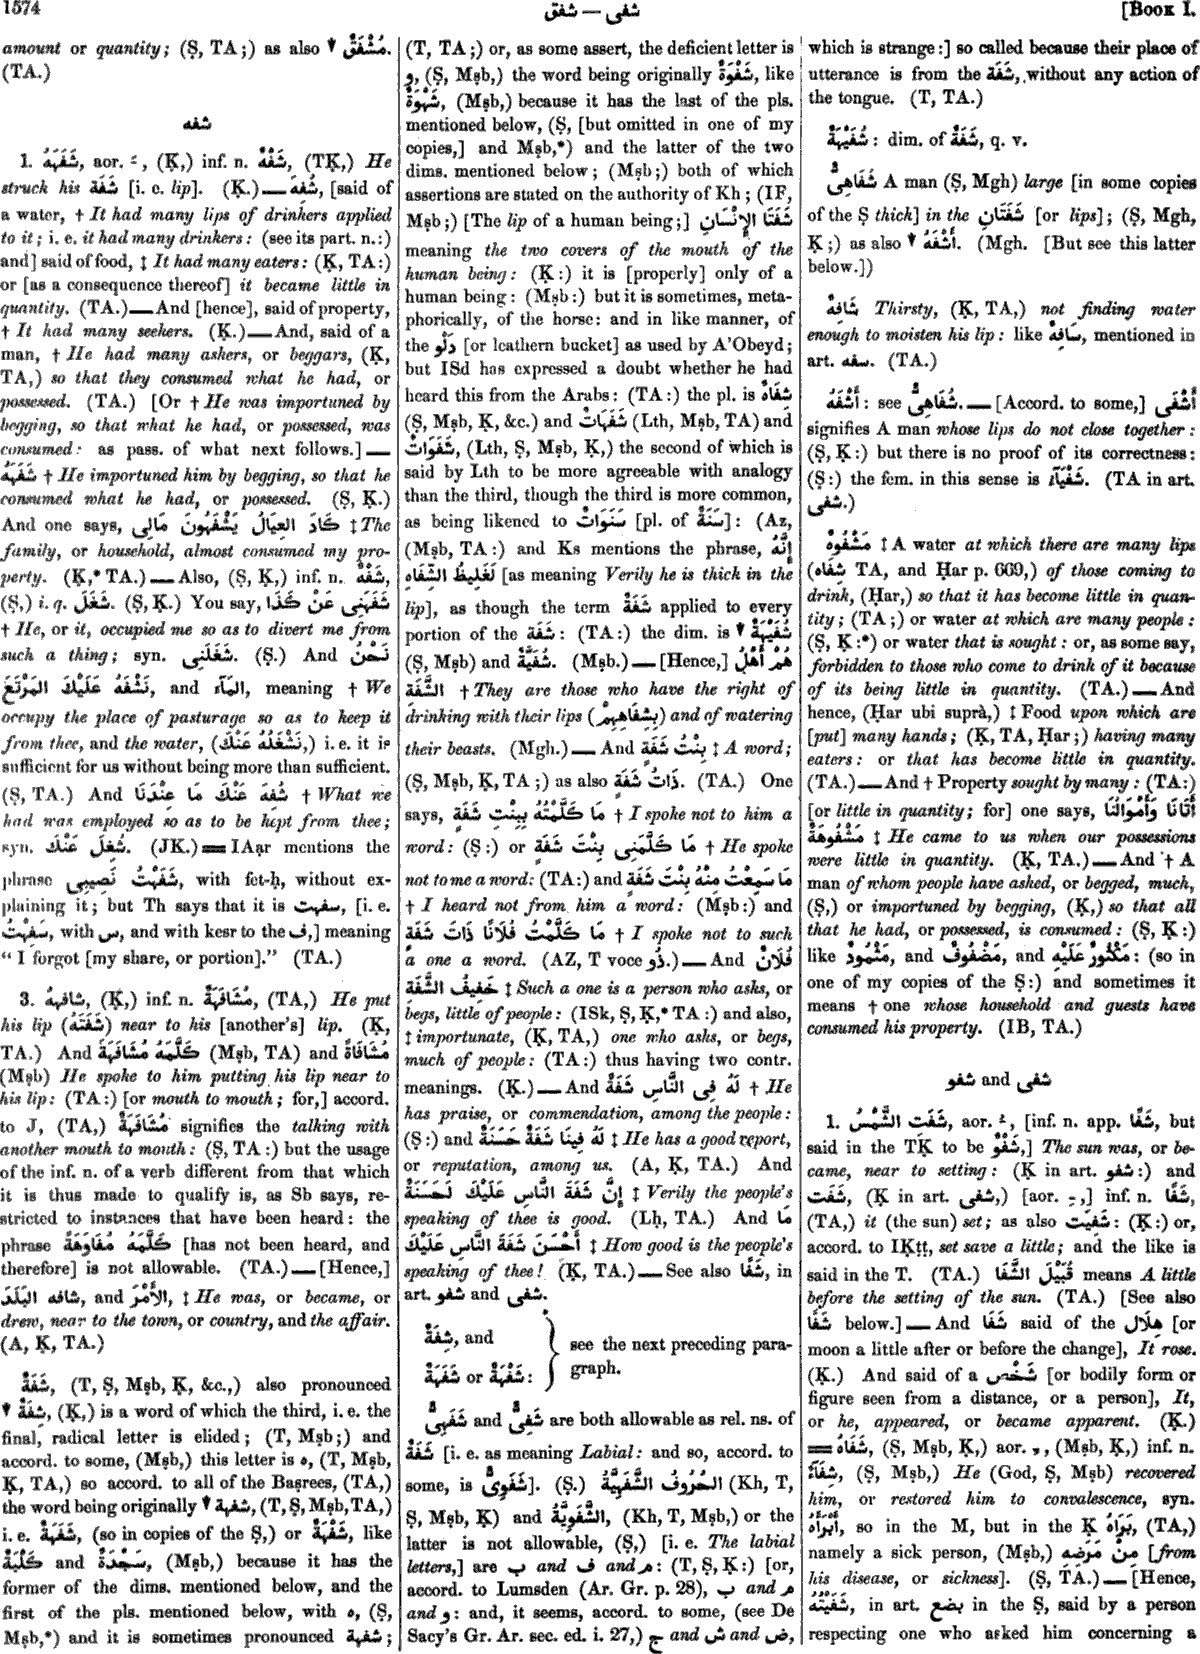 1574
شفى — شفق
[BOOK I.
amount or quantity; (Ṣ, TA;) as also ▾ مُشَفَّقٌ.
(TA.)
شفه
1. شَفَهَهُ, aor. ـَ, (Ḳ,) inf. n. شَفْهٌ, (TḲ,) He
struck his شَفَة [i. e. lip]. (Ḳ.) — شُفِهَ, [said of
a water, † It had many lips of drinkers applied
to it; i. e. it had many drinkers: (see its part. n.:)
and] said of food, ‡ It had many eaters: (Ḳ, TA:)
or [as a consequence thereof] it became little in
quantity. (TA.) — And [hence], said of property,
† It had many seekers. (Ḳ.) — And, said of a
man, † He had many askers, or beggars, (Ḳ,
TA,) so that they consumed what he had, or
possessed. (TA.) [Or † He was importuned by
begging, so that what he had, or possessed, was
consumed: as pass. of what next follows.] —
شَفَهَهُ † He importuned him by begging, so that he
consumed what he had, or possessed. (Ṣ, Ḳ.)
And one says, كَادَ العِيَالُ يَشْفَهُونَ مَالِى ‡ The
family, or household, almost consumed my pro-
perty. (Ḳ,* TA.) — Also, (Ṣ, Ḳ,) inf. n. شَفْهٌ,
(Ṣ,) i. q. شَغَلَ. (Ṣ, Ḳ.) You say, شَفَهَنِى عَنْ كَذَا
† He, or it, occupied me so as to divert me from
such a thing; syn. شَغَلَنِى. (Ṣ.) And نَحْنُ
نَشْفَهُ عَلَيْكَ المَرْتَعَ, and المَآءَ, meaning † We
occupy the place of pasturage so as to keep it
from thee, and the water, (نَشْغَلُهُ عَنْكَ,) i. e. it is
sufficient for us without being more than sufficient.
(Ṣ, TA.) And شُفِهَ عَنْكَ مَا عِنْدَنَا † What we
had was employed so as to be kept from thee;
syn. شُغِلَ عَنْكَ. (JK.) = IAạr mentions the
phrase شَفَهْتُ نَصِيبِى, with fet-ḥ, without ex-
plaining it; but Th says that it is سفهت, [i. e.
سَفِهْتُ, with س, and with kesr to the ف,] meaning
“ I forgot [my share, or portion].” (TA.)
3. شافههُ, (Ḳ,) inf. n. مُشَافَهَةٌ, (TA,) He put
his lip (شَفَتَهُ) near to his [another's] lip. (Ḳ,
TA.) And كَلَّمَهُ مُشَافَهَةً (Mṣb, TA) and مُشَافَاةً
(Mṣb) He spoke to him putting his lip near to
his lip: (TA:) [or mouth to mouth; for,] accord.
to J, (TA,) مُشَافَهَةٌ signifies the talking with
another mouth to mouth: (Ṣ, TA:) but the usage
of the inf. n. of a verb different from that which
it is thus made to qualify is, as Sb says, re-
stricted to instances that have been heard: the
phrase كَلَّمَهُ مُفَاوَهَةً [has not been heard, and
therefore] is not allowable. (TA.) — [Hence,]
شافه البَلَدَ, and الأَمْرَ, ‡ He was, or became, or
drew, near to the town, or country, and the affair.
(A, Ḳ, TA.)
شَفَةٌ, (T, Ṣ, Mṣb, Ḳ, &c.,) also pronounced
▾ شِفَةٌ, (Ḳ,) is a word of which the third, i. e. the
final, radical letter is elided; (T, Mṣb;) and
accord. to some, (Mṣb,) this letter is ه, (T, Mṣb,
Ḳ, TA,) so accord. to all of the Baṣrees, (TA,)
the word being originally ▾ شفهة, (T, Ṣ, Mṣb, TA,)
i. e. شَفَهَةٌ, (so in copies of the Ṣ,) or شَفْهَةٌ, like
كَلْبَةٌ and سَجْدَةٌ, (Mṣb,) because it has the
former of the dims. mentioned below, and the
first of the pls. mentioned below, with ه, (Ṣ,
Mṣb,*) and it is sometimes pronounced شفهة;
(T, TA;) or, as some assert, the deficient letter is
و, (Ṣ, Mṣb,) the word being originally شَفْوَةٌ, like
شَهْوَةٌ, (Mṣb,) because it has the last of the pls.
mentioned below, (Ṣ, [but omitted in one of my
copies,] and Mṣb,*) and the latter of the two
dims. mentioned below; (Mṣb;) both of which
assertions are stated on the authority of Kh; (IF,
Mṣb;) [The lip of a human being;] شَفَتَا الإِنْسَانِ
meaning the two covers of the mouth of the
human being: (Ḳ:) it is [properly] only of a
human being: (Mṣb:) but it is sometimes, meta-
phorically, of the horse: and in like manner, of
the دَلْو [or leathern bucket] as used by A'Obeyd;
but ISd has expressed a doubt whether he had
heard this from the Arabs: (TA:) the pl. is شِفَاهٌ
(Ṣ, Mṣb, Ḳ, &c.) and شَفَهَاتٌ (Lth, Mṣb, TA) and
شَفَوَاتٌ, (Lth, Ṣ, Mṣb, Ḳ,) the second of which is
said by Lth to be more agreeable with analogy
than the third, though the third is more common,
as being likened to سَنَوَاتٌ [pl. of سَنَةٌ]: (Az,
(Mṣb, TA:) and Ks mentions the phrase, إِنَّهُ
لَغَلِيظُ الشِّفَاهِ [as meaning Verily he is thick in the
lip], as though the term شَفَةٌ applied to every
portion of the شَفَة: (TA:) the dim. is ▾ شُفَيْهَةٌ
(Ṣ, Mṣb) and شُفَيَّةٌ. (Mṣb.) — [Hence,] هُمْ أَهْلُ
الشَّفَةِ † They are those who have the right of
drinking with their lips (بِشِفَاهِهِمْ) and of watering
their beasts. (Mgh.) — And بِنْتُ شَفَةٍ ‡ A word;
(Ṣ, Mṣb, Ḳ, TA;) as also ذَاتُ شَفَةٍ. (TA.) One
says, مَا كَلَّمْتُهُ بِبِنْتِ شَفَةٍ † I spoke not to him a
word: (Ṣ:) or مَا كَلَّمَنِى بِنْتَ شَفَةٍ † He spoke
not to me a word: (TA:) and مَا سَمِعْتُ مِنْهُ بِنْتَ شَفَةٍ
† I heard not from him a word: (Mṣb:) and
مَا كَلَّمْتُ فُلَانًا ذَاتَ شَفَةٍ † I spoke not to such
a one a word. (AZ, T voce ذُو.) — And فُلَانٌ
خَفِيفُ الشَّفَةِ ‡ Such a one is a person who asks, or
begs, little of people: (ISk, Ṣ, Ḳ,* TA:) and also,
‡ importunate, (Ḳ, TA,) one who asks, or begs,
much of people: (TA:) thus having two contr.
meanings. (Ḳ.) — And لَهُ فِى النَّاسِ شَفَةٌ † He
has praise, or commendation, among the people:
(Ṣ:) and لَهُ فِينَا شَفَةٌ حَسَنَةٌ ‡ He has a good report,
or reputation, among us. (A, Ḳ, TA.) And
إِنَّ شَفَةَ النَّاسِ عَلَيْكَ لَحَسَنَةٌ ‡ Verily the people's
speaking of thee is good. (Lḥ, TA.) And مَا
أَحْسَنَ شَفَةَ النَّاسِ عَلَيْكَ ‡ How good is the people's
speaking of thee! (Ḳ, TA.) — See also شَفًا, in
art. شفو and شفى.
شِفَةٌ, and
شَفْهَةٌ or شَفَهَةٌ:
see the next preceding para-
graph.
شَفَهِىٌّ and شَفِىٌّ are both allowable as rel. ns. of
شَفَةٌ [i. e. as meaning Labial: and so, accord. to
some, is شَفَوِىٌّ]. (Ṣ.) الحُرُوفُ الشَّفَهِيَّةُ (Kh, T,
Ṣ, Mṣb, Ḳ) and الشَّفَوِيَّةُ, (Kh, T, Mṣb,) or the
latter is not allowable, (Ṣ,) [i. e. The labial
letters,] are ب and ف and م: (T, Ṣ, Ḳ:) [or,
accord. to Lumsden (Ar. Gr. p. 28), ب and م
and و: and, it seems, accord. to some, (see De
Sacy's Gr. Ar. sec. ed. i. 27,) ج and ش and ض,
which is strange:] so called because their place of
utterance is from the شَفَة, without any action of
the tongue. (T, TA.)
شُفَيْهَةٌ: dim. of شَفَةٌ, q. v.
شُفَاهِىٌّ A man (Ṣ, Mgh) large [in some copies
of the Ṣ thick] in the شَفَتَانِ [or lips]; (Ṣ, Mgh,
Ḳ;) as also ▾ أَشْفَهُ. (Mgh. [But see this latter
below.])
شَافِهٌ Thirsty, (Ḳ, TA,) not finding water
enough to moisten his lip: like سَافِهٌ, mentioned in
art. سفه. (TA.)
أَشْفَهُ: see شُفَاهِىٌّ. — [Accord. to some,] أَشْفَى
signifies A man whose lips do not close together:
(Ṣ, Ḳ:) but there is no proof of its correctness:
(Ṣ:) the fem. in this sense is شَفْيَآءُ. (TA in art.
شفى.)
مَشْفُوهٌ ‡ A water at which there are many lips
(شِفَاه TA, and Ḥar p. 669,) of those coming to
drink, (Ḥar,) so that it has become little in quan-
tity; (TA;) or water at which are many people:
(Ṣ, Ḳ:*) or water that is sought: or, as some say,
forbidden to those who come to drink of it because
of its being little in quantity. (TA.) — And
hence, (Ḥar ubi suprà,) ‡ Food upon which are
[put] many hands; (Ḳ, TA, Ḥar;) having many
eaters: or that has become little in quantity.
(TA.) — And † Property sought by many: (TA:)
[or little in quantity; for] one says, أَتَانَا وَأَمْوَالُنَا
مَشْفُوهَةٌ ‡ He came to us when our possessions
were little in quantity. (Ḳ, TA.) — And † A
man of whom people have asked, or begged, much,
(Ṣ,) or importuned by begging, (Ḳ,) so that all
that he had, or possessed, is consumed: (Ṣ, Ḳ:)
like مَثْمُودٌ, and مَضْفُوفٌ, and مَكْثُورٌ عَلَيْهِ: (so in
one of my copies of the Ṣ:) and sometimes it
means † one whose household and guests have
consumed his property. (IB, TA.)
شفو and شفى
1. شَفَتِ الشَّمْسُ, aor. ـُ, [inf. n. app. شَفًا, but
said in the TḲ to be شَفْوٌ,] The sun was, or be-
came, near to setting: (Ḳ in art. شفو:) and
شَفَت, (Ḳ in art. شفى,) [aor. ـِ,] inf. n. شَفًا,
(TA,) it (the sun) set; as also شَفِيَت: (Ḳ:) or,
accord. to IḲṭṭ, set save a little; and the like is
said in the T. (TA.) قُبَيْلَ الشَّفَا means A little
before the setting of the sun. (TA.) [See also
شَفًا below.] — And شَفَا said of the هِلَال [or
moon a little after or before the change], It rose.
(Ḳ.) And said of a شَخْص [or bodily form or
figure seen from a distance, or a person], It,
or he, appeared, or became apparent. (Ḳ.)
= شَفَاهُ, (Ṣ, Mṣb, Ḳ,) aor. ـِ, (Mṣb, Ḳ,) inf. n.
شِفَآءٌ, (Ṣ, Mṣb,) He (God, Ṣ, Mṣb) recovered
him, or restored him to convalescence, syn.
أَبْرَأَهُ, so in the M, but in the Ḳ بَرَاهُ, (TA,)
namely a sick person, (Mṣb,) مِنْ مَرَضِهِ [from
his disease, or sickness]. (Ṣ, TA.) — [Hence,
شَفَيْتُهُ, in art. بضع in the Ṣ, said by a person
respecting one who asked him concerning a